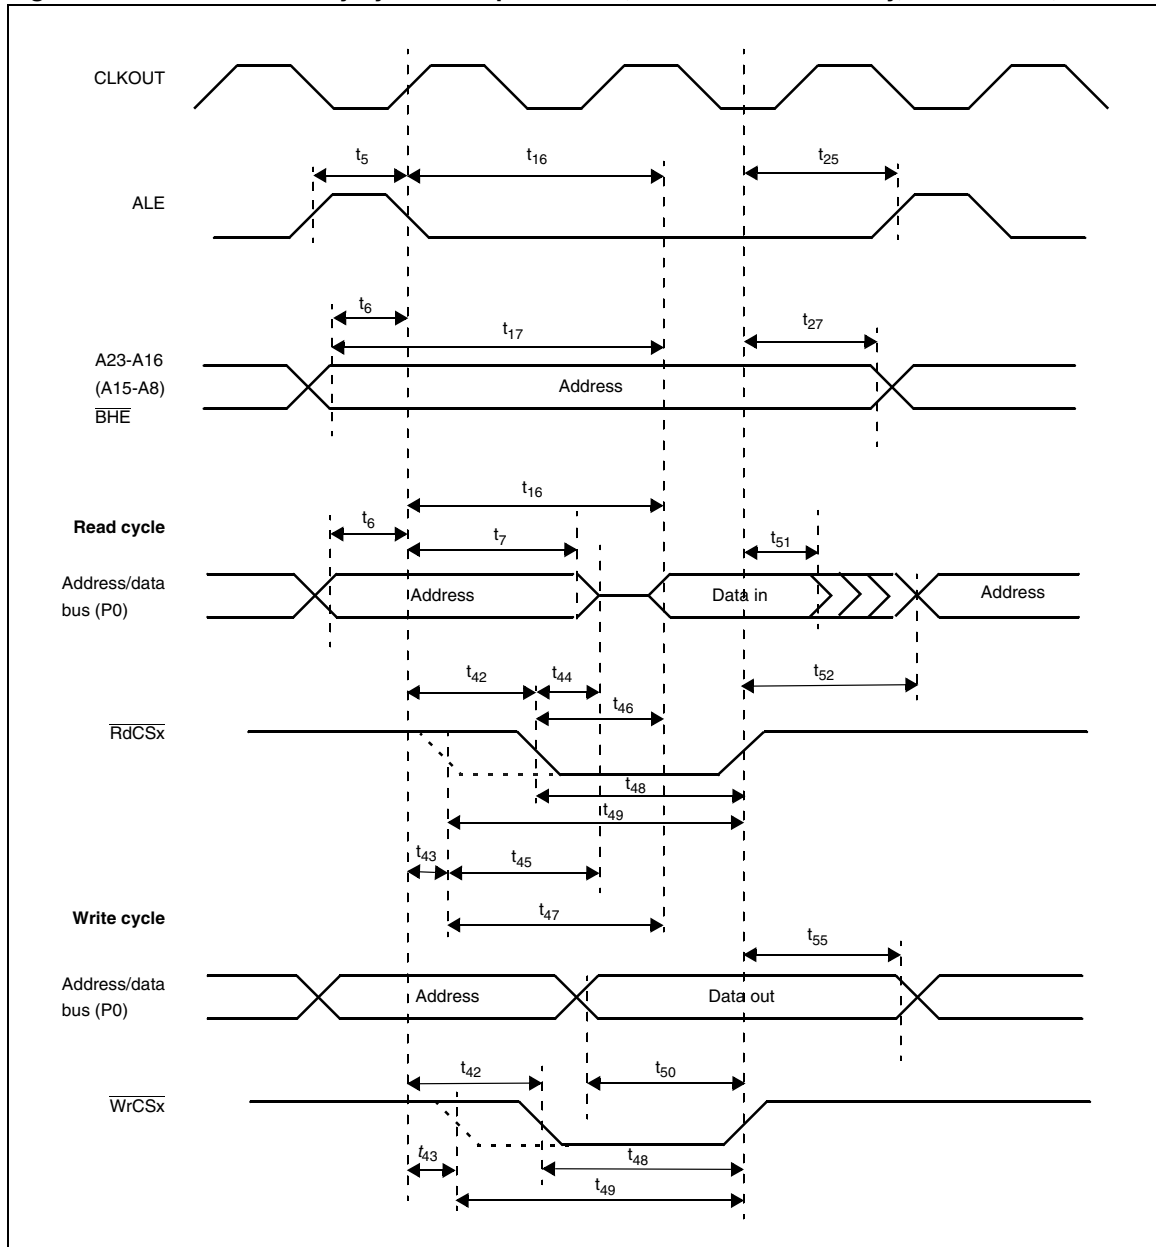 CLKOUT
t5
t16
t25
ALE
t6
t17
t27
A23-A16
(A15-A8)
BHE
Address
t16
Read cycle
t6
t7
t51
Address/data
bus (P0)
Address
Data in
Address
t42
t44
t52
t46
RdCSx
t48
t49
t43
t45
Write cycle
t47
t55
Address/data
bus (P0)
Address
Data out
t42
t50
WrCSx
t43
t48
t49